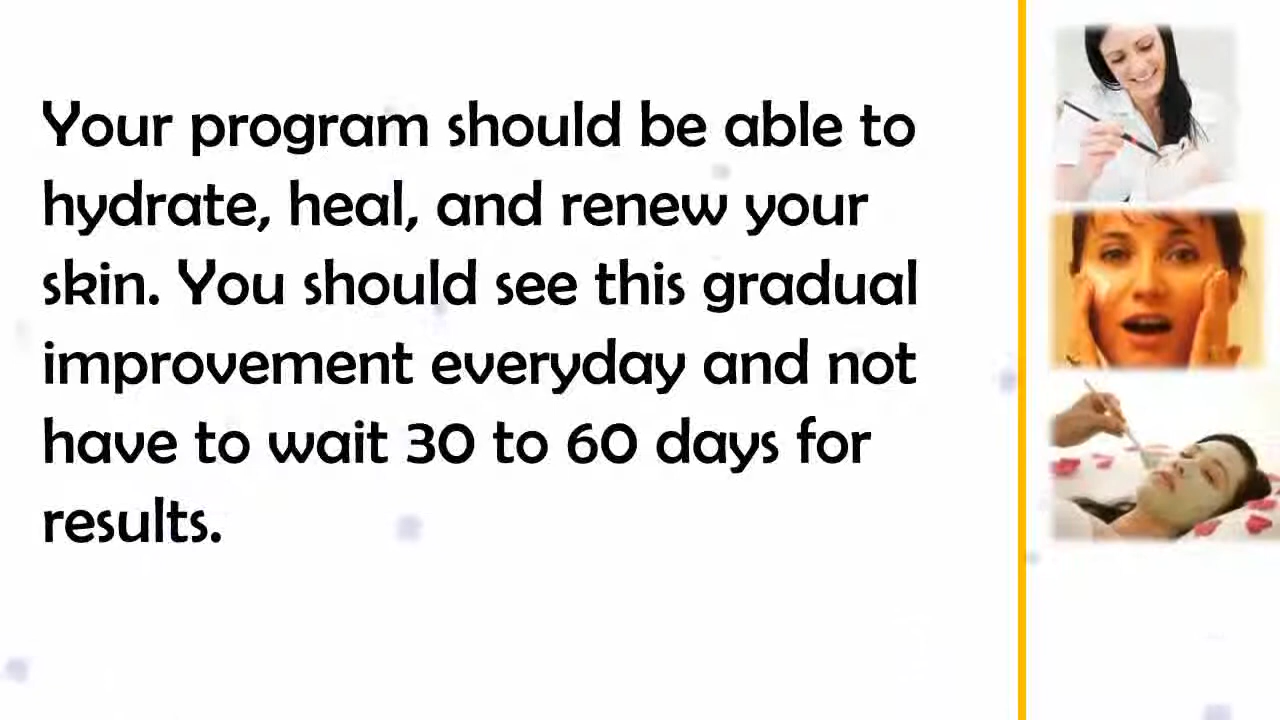 Your program should be able to
hydrate, heal, and renew your
skin. You should see this gradual
improvement everyday and not
have to wait 30 to 60 days for
results.